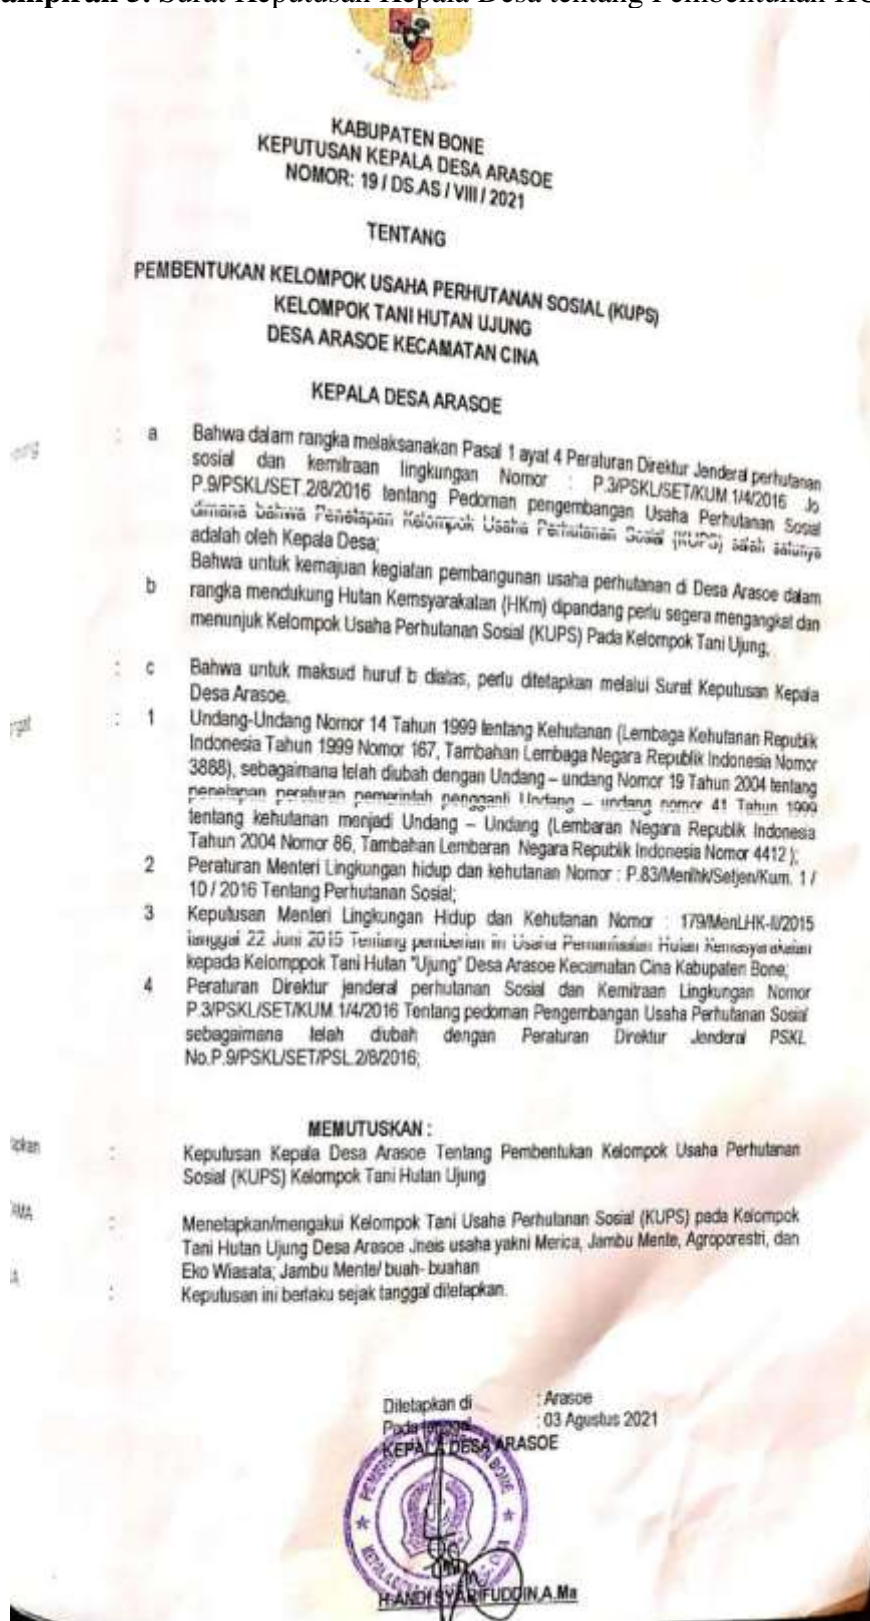 ampiran 3. Surat Keputusan Kepala Desa tentang Pembentukan KU
KABUPATEN BONE
KEPUTUSAN KEPALA DESA ARASOE
NOMOR: 19 / DS.AS / VIII / 2021
TENTANG
PEMBENTUKAN KELOMPOK USAHA PERHUTANAN SOSIAL (KUPS)
KELOMPOK TANI HUTAN UJUNG
DESA ARASOE KECAMATAN CINA
KEPALA DESA ARASOE
: a Bahwa dalam rangka melaksanakan Pasal 1 ayat 4 Peraturan Direktur Jenderal perhutanan
sosial dan kemitraan lingkungan Nomor : P.3/PSKL/SET/KUM.1/4/2016 Jo
P.9/PSKL/SET.2/8/2016 tentang Pedoman pengembangan Usaha Perhutanan Sosial
dimana bahwa Penetapan Kelompok Usaha Perhutanan Sosial (KUPS) salah satunya
adalah oleh Kepala Desa;
Bahwa untuk kemajuan kegiatan pembangunan usaha perhutanan di Desa Arasoe dalam
b rangka mendukung Hutan Kemsyarakatan (HKm) dipandang perlu segera mengangkat dan
menunjuk Kelompok Usaha Perhutanan Sosial (KUPS) Pada Kelompok Tani Ujung,
: c Bahwa untuk maksud huruf b diatas, perlu ditetapkan melalui Surat Keputusan Kepala
Desa Arasoe.
: 1 Undang-Undang Nomor 14 Tahun 1999 tentang Kehutanan (Lembaga Kehutanan Republik
Indonesia Tahun 1999 Nomor 167, Tambahan Lembaga Negara Republik Indonesia Nomor
3888), sebagaimana telah diubah dengan Undang – undang Nomor 19 Tahun 2004 tentang
penetapan peraturan pemerintah pengganti Undang – undang nomor 41 Tahun 1999
tentang kehutanan menjadi Undang – Undang (Lembaran Negara Republik Indonesia
Tahun 2004 Nomor 86, Tambahan Lembaran Negara Republik Indonesia Nomor 4412 );
2 Peraturan Menteri Lingkungan hidup dan kehutanan Nomor : P.83/Menlhk/Setjen/Kum. 1 /
10 / 2016 Tentang Perhutanan Sosial;
3 Keputusan Menteri Lingkungan Hidup dan Kehutanan Nomor : 179/MenLHK-II/2015
tanggal 22 Juni 2015 Tentang pemberian Usaha Pemanfaatan Hutan Kemasyarakatan
kepada Kelomppok Tani Hutan "Ujung" Desa Arasoe Kecamatan Cina Kabupaten Bone;
4 Peraturan Direktur jenderal perhutanan Sosial dan Kemitraan Lingkungan Nomor
P.3/PSKL/SET/KUM.1/4/2016 Tentang pedoman Pengembangan Usaha Perhutanan Sosial
sebagaimana telah diubah dengan Peraturan Direktur Jenderal PSKL
No.P.9/PSKL/SET/PSL.2/8/2016;
MEMUTUSKAN :
: Keputusan Kepala Desa Arasoe Tentang Pembentukan Kelompok Usaha Perhutanan
Sosial (KUPS) Kelompok Tani Hutan Ujung
: Menetapkan/mengakui Kelompok Tani Usaha Perhutanan Sosial (KUPS) pada Kelompok
Tani Hutan Ujung Desa Arasoe Jneis usaha yakni Merica, Jambu Mente, Agroporestri, dan
Eko Wiasata; Jambu Mente/ buah- buahan
: Keputusan ini berlaku sejak tanggal ditetapkan.
Ditetapkan di : Arasoe
Pada tanggal : 03 Agustus 2021
KEPALA DESA ARASOE
H.ANDI SYARIFUDDIN,A.Ma